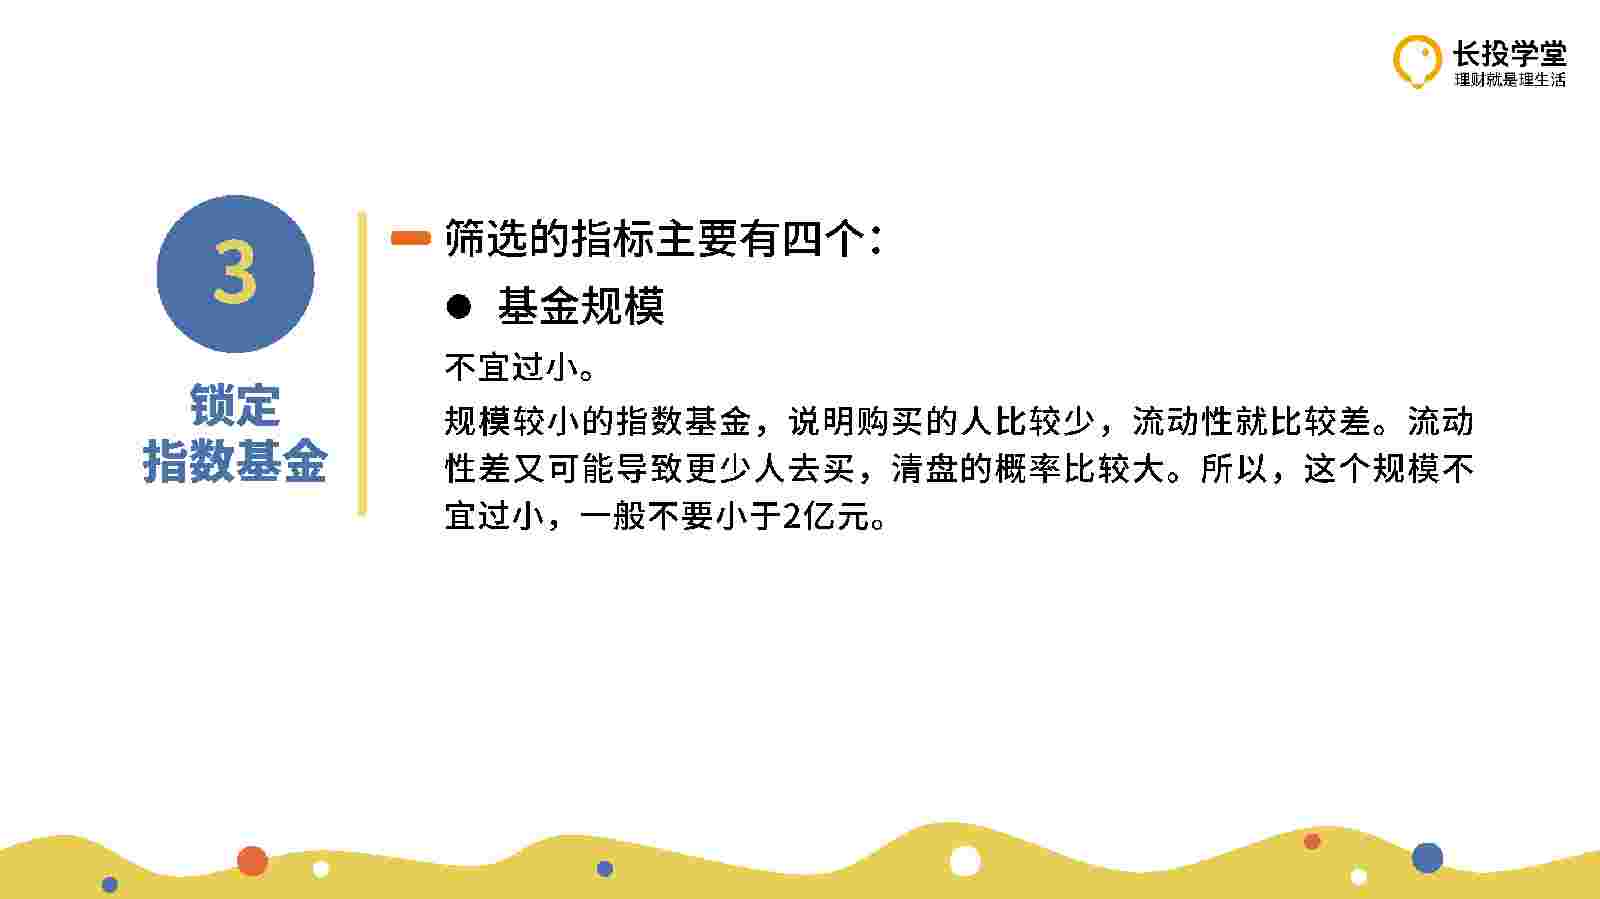 长投学堂
理财就是理生活
3
锁定
指数基金
筛选的指标主要有四个：
● 基金规模
不宜过小。
规模较小的指数基金，说明购买的人比较少，流动性就比较差。流动
性差又可能导致更少人去买，清盘的概率比较大。所以，这个规模不
宜过小，一般不要小于2亿元。